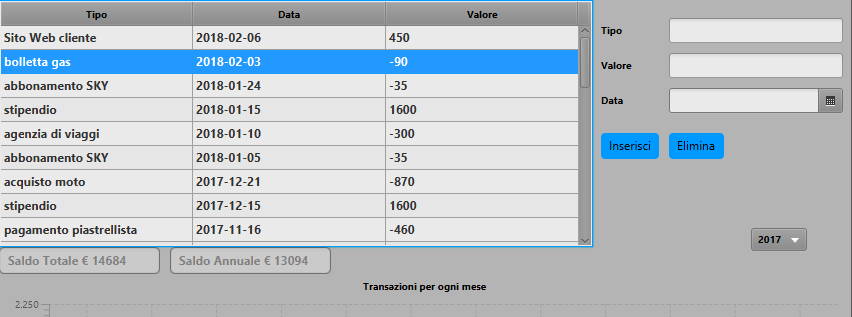 Tipo Data Valore
Sito Web cliente 2018-02-06 450
bolletta gas 2018-02-03 -90
abbonamento SKY 2018-01-24 -35
stipendio 2018-01-15 1600
agenzia di viaggi 2018-01-10 -300
abbonamento SKY 2018-01-05 -35
acquisto moto 2017-12-21 -870
stipendio 2017-12-15 1600
pagamento piastrellista 2017-11-16 -460
Tipo
Valore
Data
Inserisci Elimina
2017
Saldo Totale € 14684 Saldo Annuale € 13094
Transazioni per ogni mese
2.250